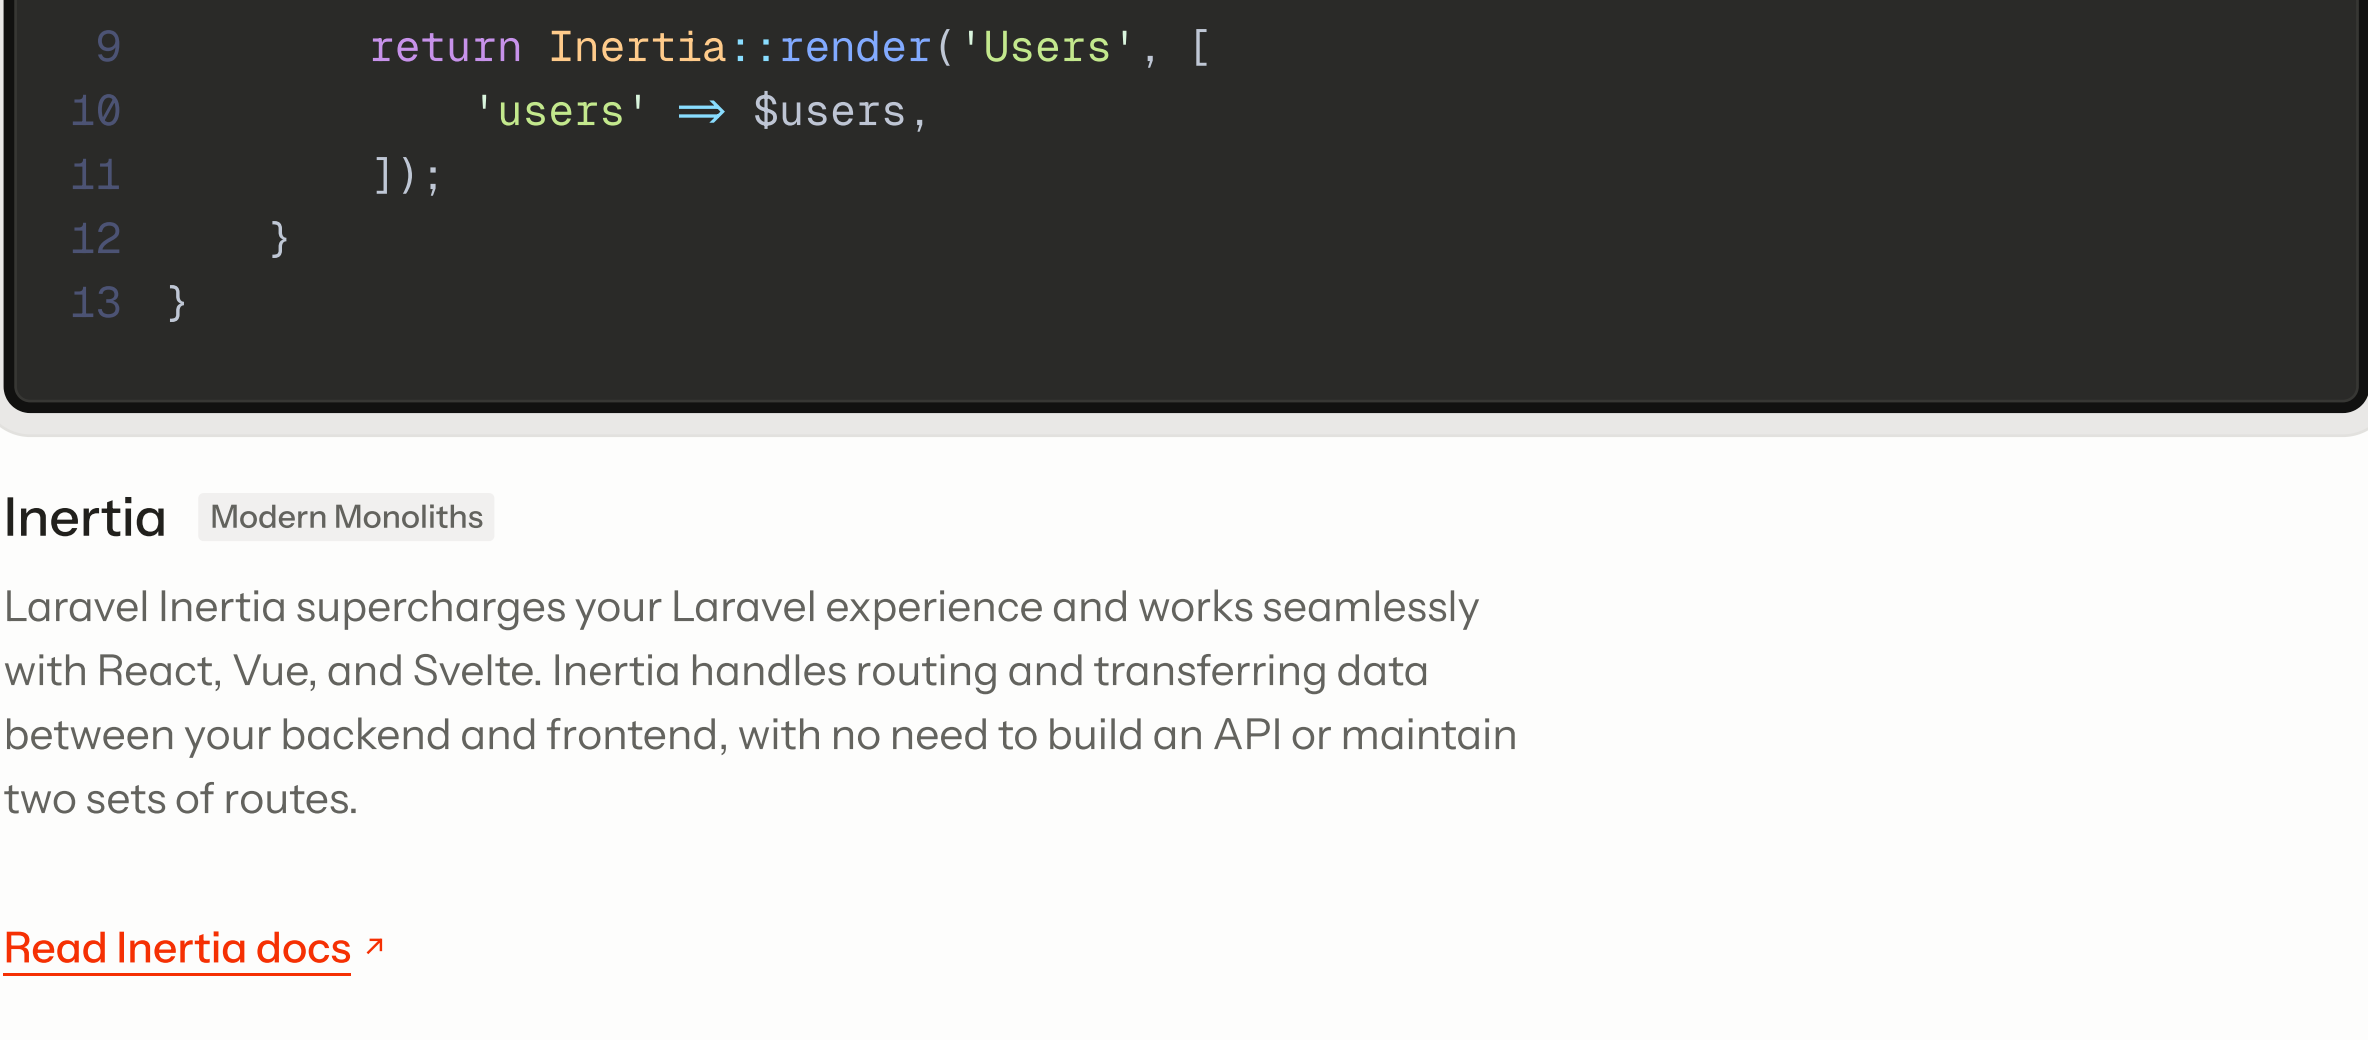 9 return Inertia::render('Users', [
10 'users' => $users,
11 ]);
12 }
13 }
Inertia Modern Monoliths
Laravel Inertia supercharges your Laravel experience and works seamlessly
with React, Vue, and Svelte. Inertia handles routing and transferring data
between your backend and frontend, with no need to build an API or maintain
two sets of routes.
Read Inertia docs ↗